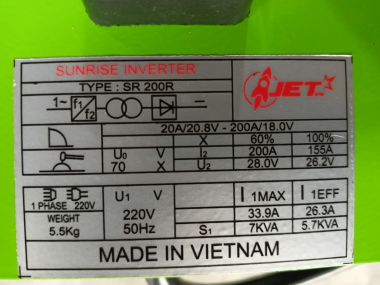 SUNRISE INVERTER
JET
TYPE : SR 200R
1~ f1 f2
20A/20.8V - 200A/18.0V
X 60% 100%
U0 V I2 200A 155A
70 X U2 28.0V 26.2V
1 PHASE 220V
WEIGHT
5.5Kg
U1 V
220V
50Hz
I 1MAX I 1EFF
33.9A 26.3A
S1 7KVA 5.7KVA
MADE IN VIETNAM